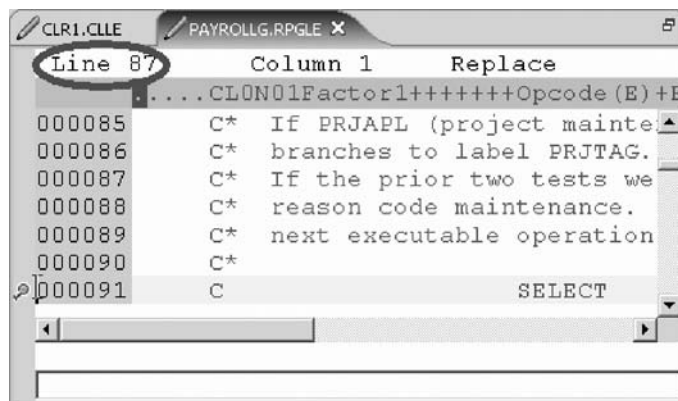 CLR1.CLLE PAYROLLG.RPGLE
Line 87 Column 1 Replace
.....CL0N01Factor1+++++++Opcode(E)+
000085 C* If PRJAPL (project mainte
000086 C* branches to label PRJTAG.
000087 C* If the prior two tests we
000088 C* reason code maintenance.
000089 C* next executable operation
000090 C*
000091 C SELECT